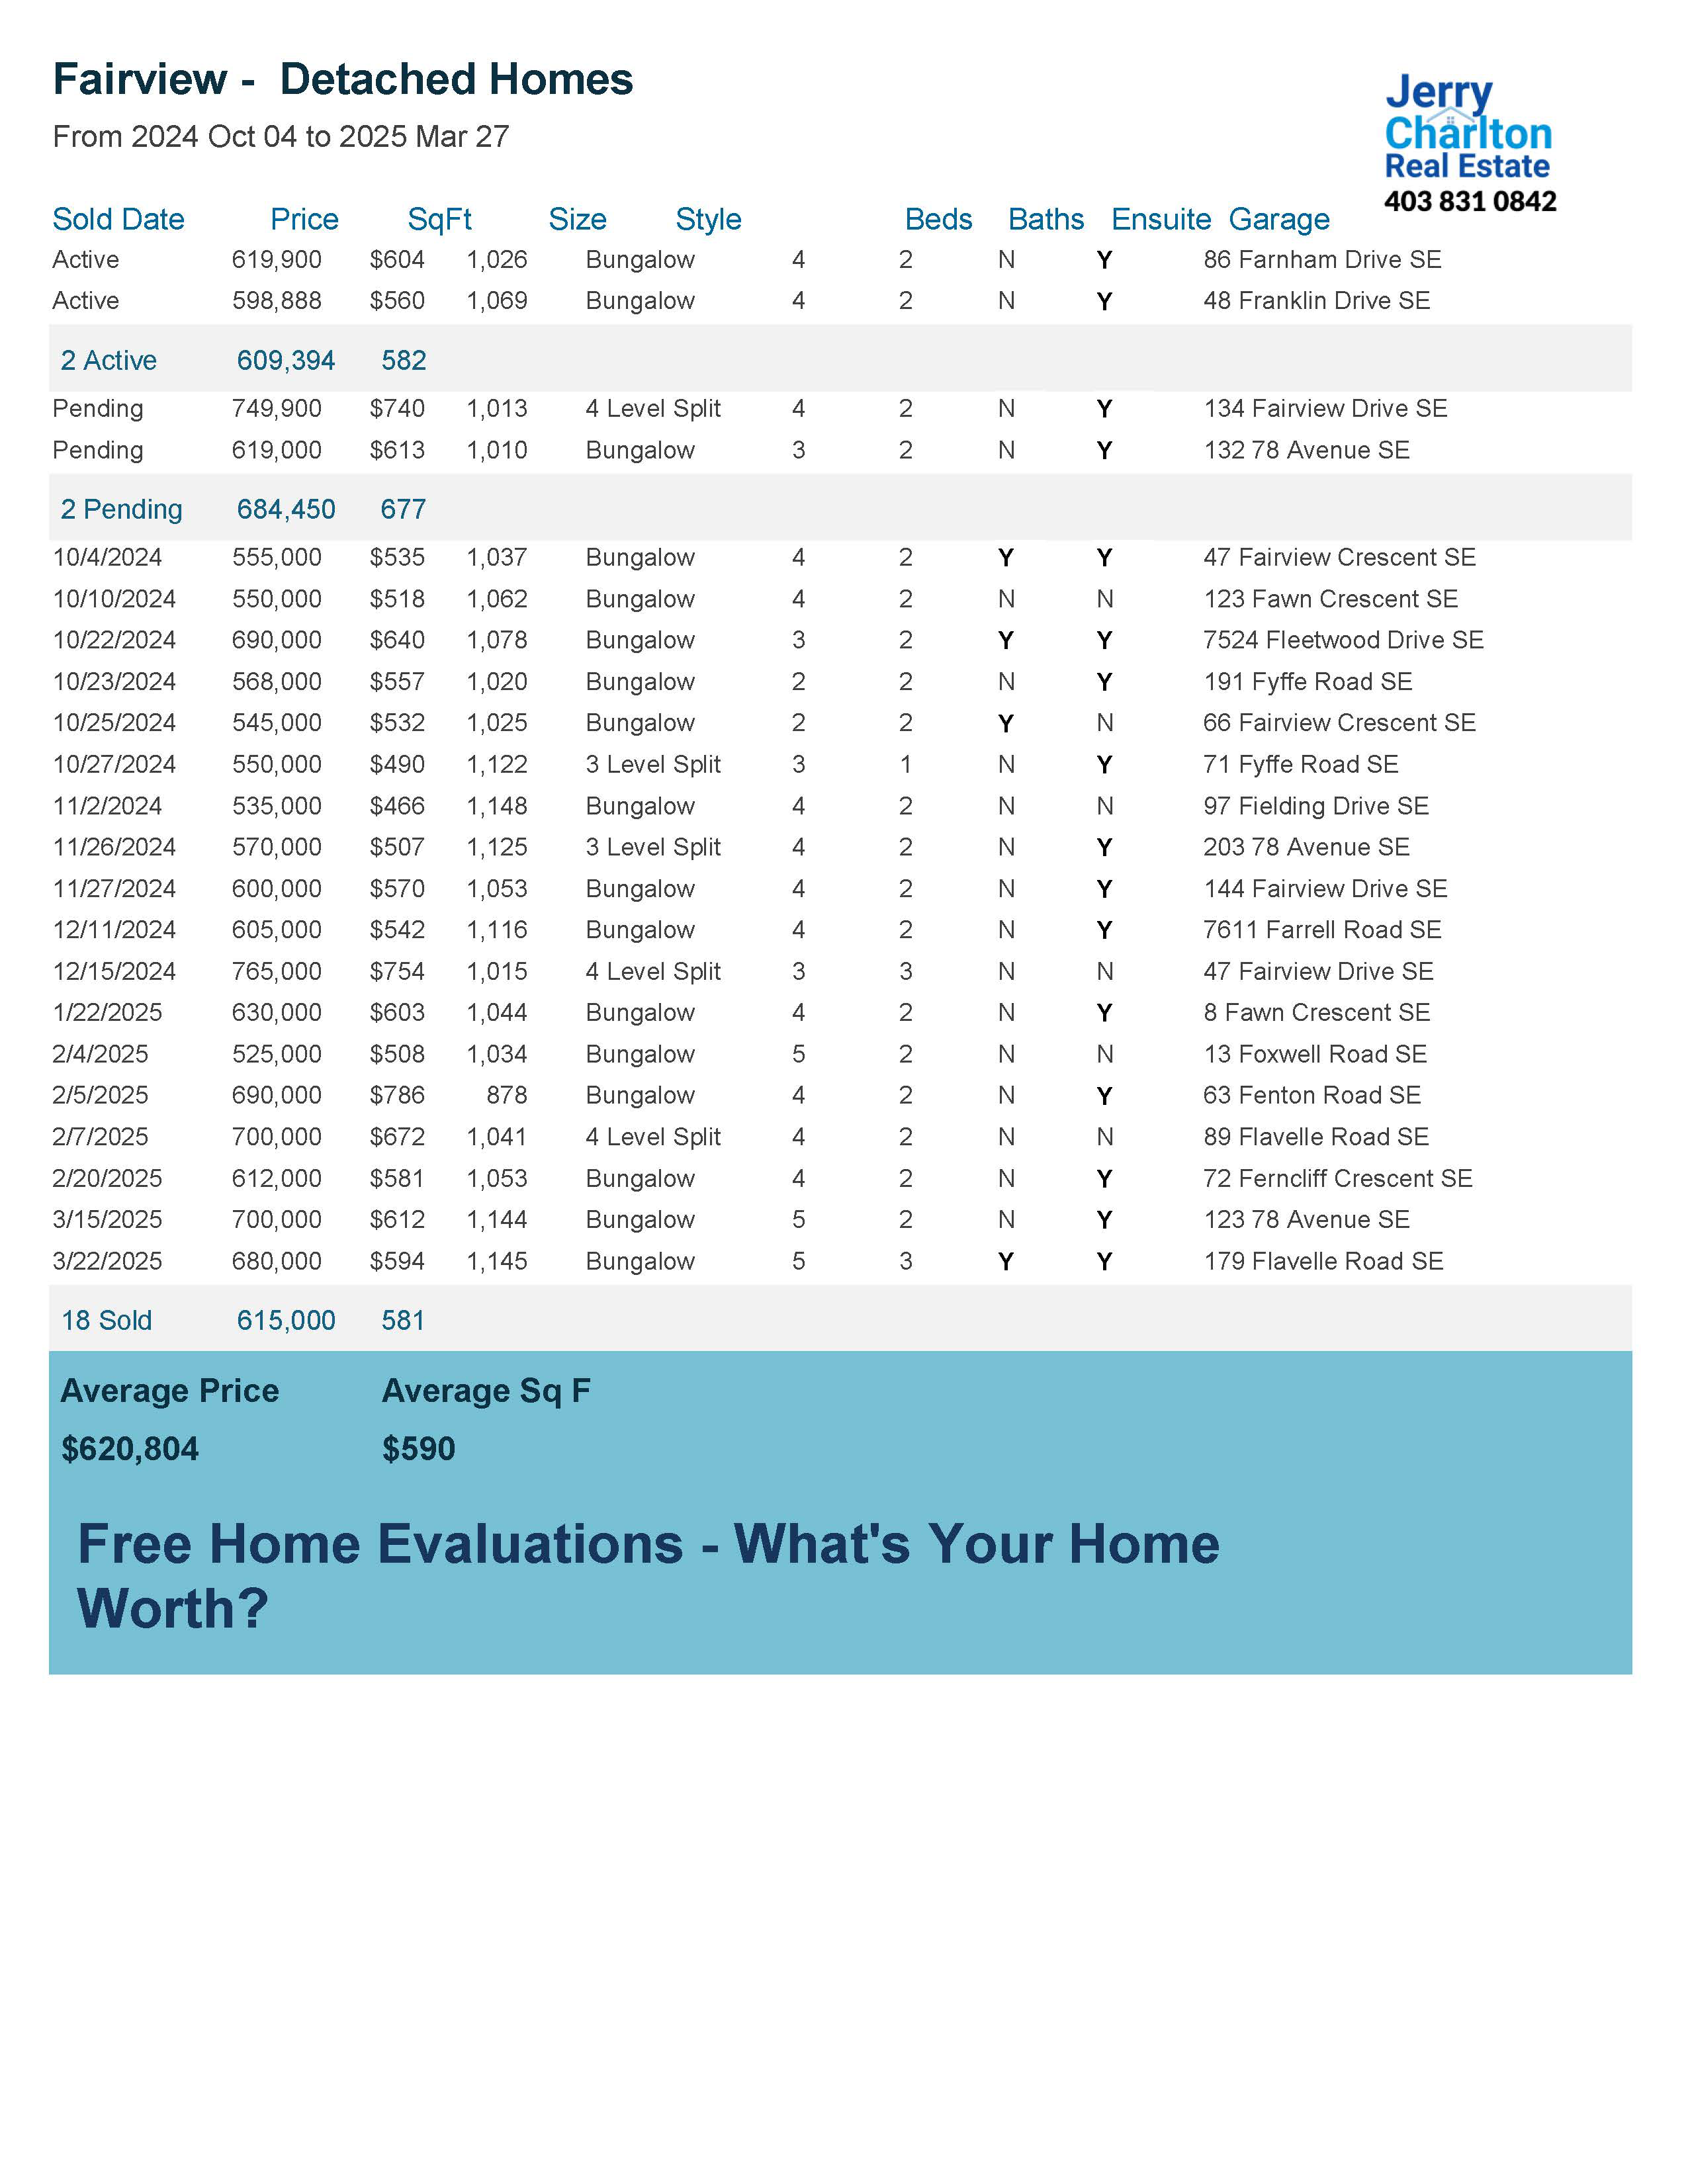 Fairview - Detached Homes
From 2024 Oct 04 to 2025 Mar 27
Jerry
Charlton
Real Estate
403 831 0842
Sold Date Price SqFt Size Style Beds Baths Ensuite Garage
Active 619,900 $604 1,026 Bungalow 4 2 N Y 86 Farnham Drive SE
Active 598,888 $560 1,069 Bungalow 4 2 N Y 48 Franklin Drive SE
2 Active 609,394 582
Pending 749,900 $740 1,013 4 Level Split 4 2 N Y 134 Fairview Drive SE
Pending 619,000 $613 1,010 Bungalow 3 2 N Y 132 78 Avenue SE
2 Pending 684,450 677
10/4/2024 555,000 $535 1,037 Bungalow 4 2 Y Y 47 Fairview Crescent SE
10/10/2024 550,000 $518 1,062 Bungalow 4 2 N N 123 Fawn Crescent SE
10/22/2024 690,000 $640 1,078 Bungalow 3 2 Y Y 7524 Fleetwood Drive SE
10/23/2024 568,000 $557 1,020 Bungalow 2 2 N Y 191 Fyffe Road SE
10/25/2024 545,000 $532 1,025 Bungalow 2 2 Y N 66 Fairview Crescent SE
10/27/2024 550,000 $490 1,122 3 Level Split 3 1 N Y 71 Fyffe Road SE
11/2/2024 535,000 $466 1,148 Bungalow 4 2 N N 97 Fielding Drive SE
11/26/2024 570,000 $507 1,125 3 Level Split 4 2 N Y 203 78 Avenue SE
11/27/2024 600,000 $570 1,053 Bungalow 4 2 N Y 144 Fairview Drive SE
12/11/2024 605,000 $542 1,116 Bungalow 4 2 N Y 7611 Farrell Road SE
12/15/2024 765,000 $754 1,015 4 Level Split 3 3 N N 47 Fairview Drive SE
1/22/2025 630,000 $603 1,044 Bungalow 4 2 N Y 8 Fawn Crescent SE
2/4/2025 525,000 $508 1,034 Bungalow 5 2 N N 13 Foxwell Road SE
2/5/2025 690,000 $786 878 Bungalow 4 2 N Y 63 Fenton Road SE
2/7/2025 700,000 $672 1,041 4 Level Split 4 2 N N 89 Flavelle Road SE
2/20/2025 612,000 $581 1,053 Bungalow 4 2 N Y 72 Ferncliff Crescent SE
3/15/2025 700,000 $612 1,144 Bungalow 5 2 N Y 123 78 Avenue SE
3/22/2025 680,000 $594 1,145 Bungalow 5 3 Y Y 179 Flavelle Road SE
18 Sold 615,000 581
Average Price Average Sq F
$620,804 $590
Free Home Evaluations - What's Your Home
Worth?